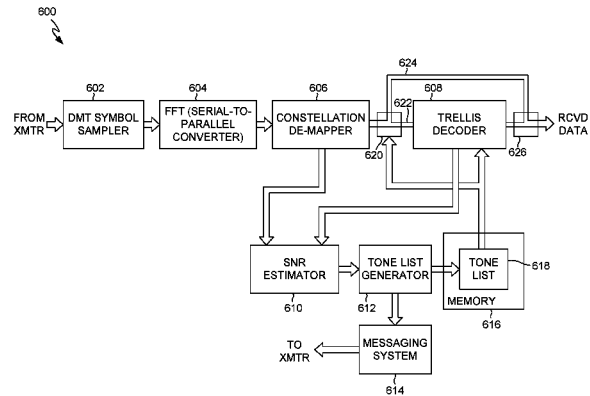 600
602
604
606
624
608
FROM
XMTR
DMT SYMBOL
SAMPLER
FFT (SERIAL-TO-
PARALLEL
CONVERTER)
CONSTELLATION
DE-MAPPER
622
620
TRELLIS
DECODER
626
RCVD
DATA
SNR
ESTIMATOR
610
TONE LIST
GENERATOR
612
TONE
LIST
618
MEMORY
616
TO
XMTR
MESSAGING
SYSTEM
614